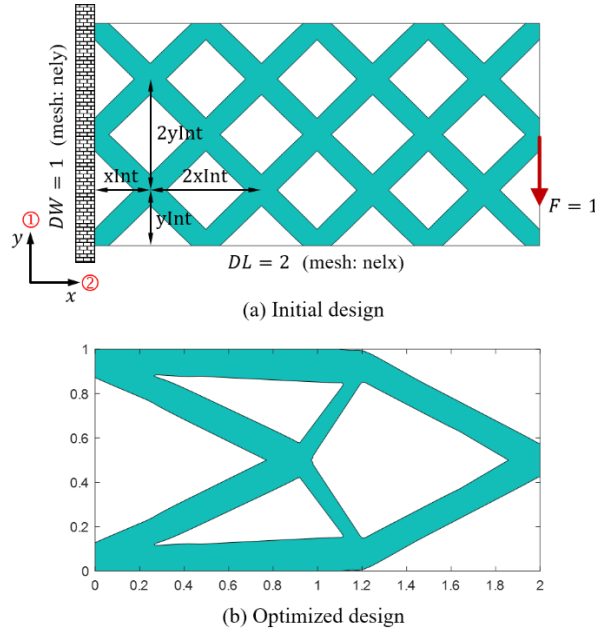 DW = 1 (mesh: nely)
2yInt
xInt
2xInt
yInt
F = 1
①
y
x
②
DL = 2 (mesh: nelx)
(a) Initial design
1
0.8
0.6
0.4
0.2
0
0 0.2 0.4 0.6 0.8 1 1.2 1.4 1.6 1.8 2
(b) Optimized design